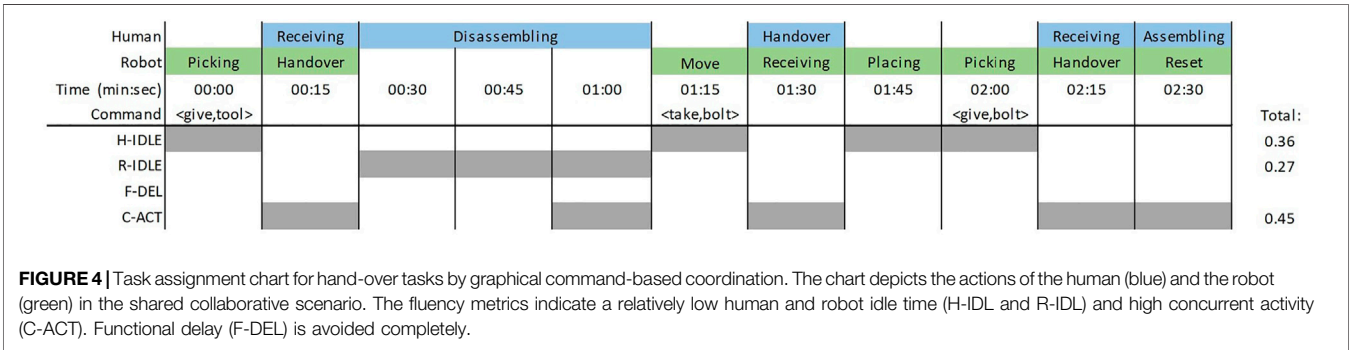 Human Receiving Disassembling Handover Receiving Assembling
Robot Picking Handover Move Receiving Placing Picking Handover Reset
Time (min:sec) 00:00 00:15 00:30 00:45 01:00 01:15 01:30 01:45 02:00 02:15 02:30
Command <give,tool> <take,bolt> <give,bolt> Total:
H-IDLE 0.36
R-IDLE 0.27
F-DEL
C-ACT 0.45
FIGURE 4 | Task assignment chart for hand-over tasks by graphical command-based coordination. The chart depicts the actions of the human (blue) and the robot
(green) in the shared collaborative scenario. The fluency metrics indicate a relatively low human and robot idle time (H-IDL and R-IDL) and high concurrent activity
(C-ACT). Functional delay (F-DEL) is avoided completely.